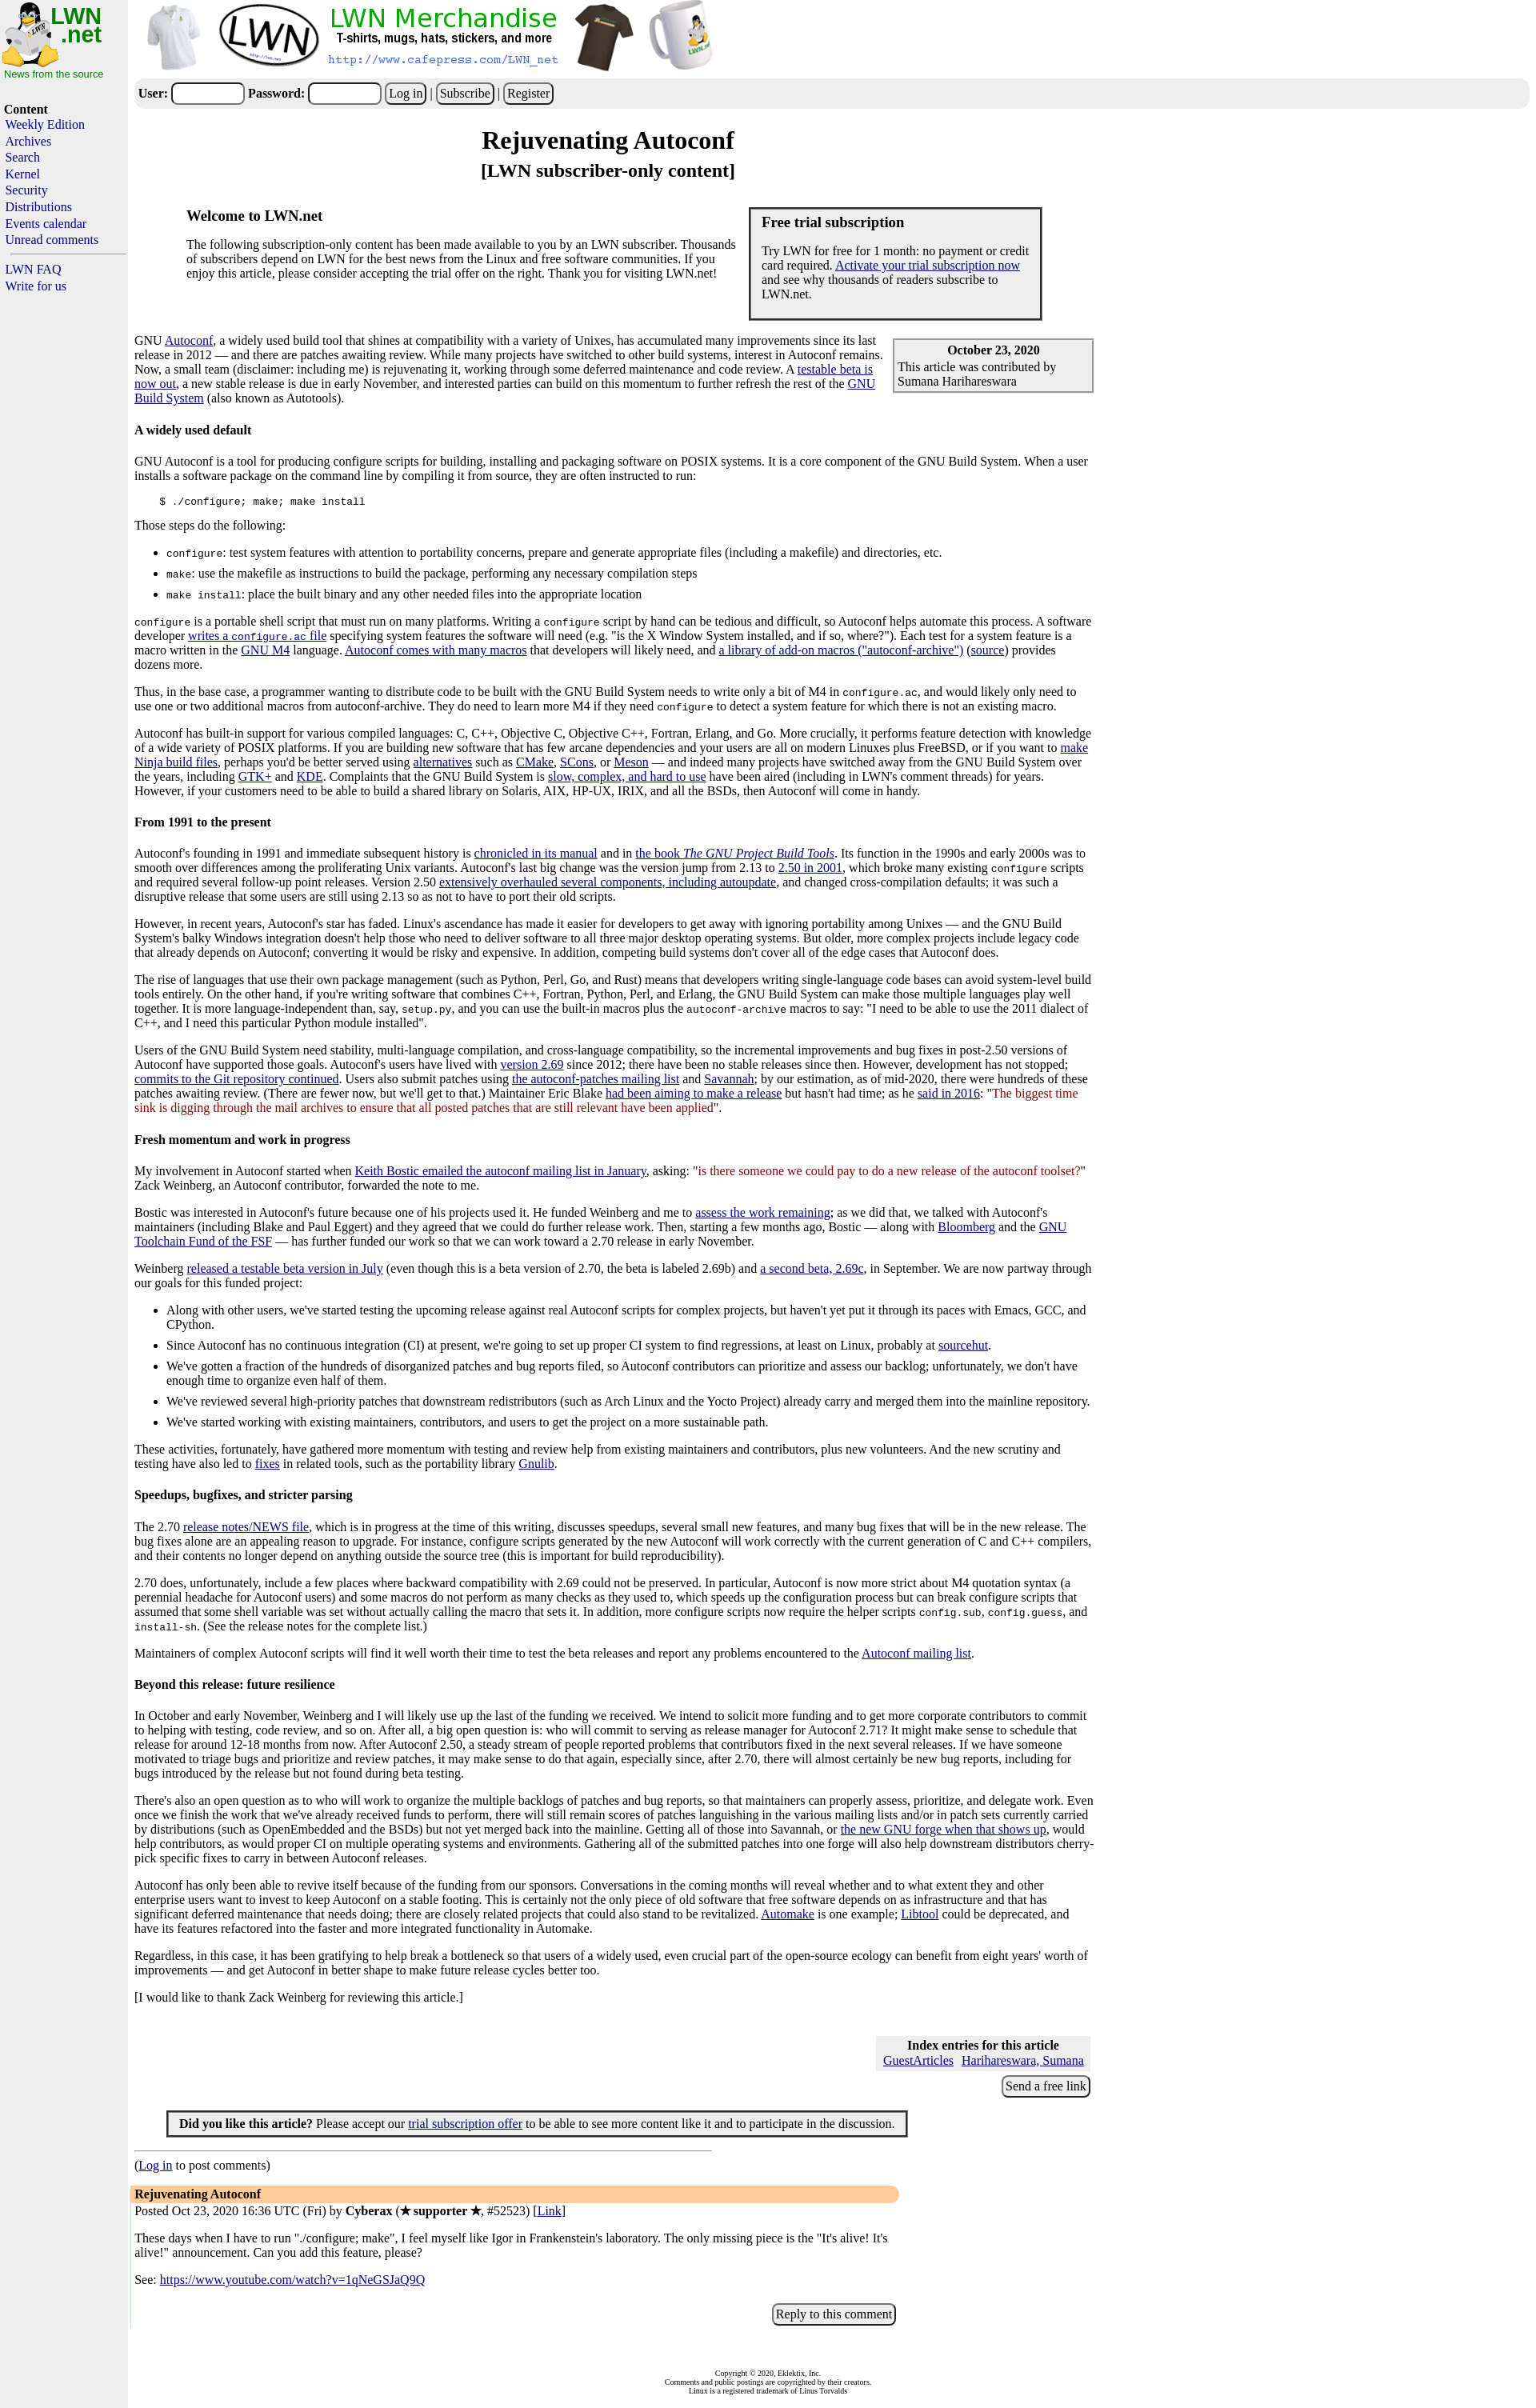 LWN
.net
News from the source
LWN Merchandise
T-shirts, mugs, hats, stickers, and more
http://www.cafepress.com/LWN_net
LWN
http://lwn.net
Content
Weekly Edition
Archives
Search
Kernel
Security
Distributions
Events calendar
Unread comments
LWN FAQ
Write for us
User: Password: Log in | Subscribe | Register
Rejuvenating Autoconf
[LWN subscriber-only content]
Welcome to LWN.net
The following subscription-only content has been made available to you by an LWN subscriber. Thousands
of subscribers depend on LWN for the best news from the Linux and free software communities. If you
enjoy this article, please consider accepting the trial offer on the right. Thank you for visiting LWN.net!
Free trial subscription
Try LWN for free for 1 month: no payment or credit
card required. Activate your trial subscription now
and see why thousands of readers subscribe to
LWN.net.
October 23, 2020
This article was contributed by
Sumana Harihareswara
GNU Autoconf, a widely used build tool that shines at compatibility with a variety of Unixes, has accumulated many improvements since its last
release in 2012 — and there are patches awaiting review. While many projects have switched to other build systems, interest in Autoconf remains.
Now, a small team (disclaimer: including me) is rejuvenating it, working through some deferred maintenance and code review. A testable beta is
now out, a new stable release is due in early November, and interested parties can build on this momentum to further refresh the rest of the GNU
Build System (also known as Autotools).
A widely used default
GNU Autoconf is a tool for producing configure scripts for building, installing and packaging software on POSIX systems. It is a core component of the GNU Build System. When a user
installs a software package on the command line by compiling it from source, they are often instructed to run:
$ ./configure; make; make install
Those steps do the following:
• configure: test system features with attention to portability concerns, prepare and generate appropriate files (including a makefile) and directories, etc.
• make: use the makefile as instructions to build the package, performing any necessary compilation steps
• make install: place the built binary and any other needed files into the appropriate location
configure is a portable shell script that must run on many platforms. Writing a configure script by hand can be tedious and difficult, so Autoconf helps automate this process. A software
developer writes a configure.ac file specifying system features the software will need (e.g. "is the X Window System installed, and if so, where?"). Each test for a system feature is a
macro written in the GNU M4 language. Autoconf comes with many macros that developers will likely need, and a library of add-on macros ("autoconf-archive") (source) provides
dozens more.
Thus, in the base case, a programmer wanting to distribute code to be built with the GNU Build System needs to write only a bit of M4 in configure.ac, and would likely only need to
use one or two additional macros from autoconf-archive. They do need to learn more M4 if they need configure to detect a system feature for which there is not an existing macro.
Autoconf has built-in support for various compiled languages: C, C++, Objective C, Objective C++, Fortran, Erlang, and Go. More crucially, it performs feature detection with knowledge
of a wide variety of POSIX platforms. If you are building new software that has few arcane dependencies and your users are all on modern Linuxes plus FreeBSD, or if you want to make
Ninja build files, perhaps you'd be better served using alternatives such as CMake, SCons, or Meson — and indeed many projects have switched away from the GNU Build System over
the years, including GTK+ and KDE. Complaints that the GNU Build System is slow, complex, and hard to use have been aired (including in LWN's comment threads) for years.
However, if your customers need to be able to build a shared library on Solaris, AIX, HP-UX, IRIX, and all the BSDs, then Autoconf will come in handy.
From 1991 to the present
Autoconf's founding in 1991 and immediate subsequent history is chronicled in its manual and in the book The GNU Project Build Tools. Its function in the 1990s and early 2000s was to
smooth over differences among the proliferating Unix variants. Autoconf's last big change was the version jump from 2.13 to 2.50 in 2001, which broke many existing configure scripts
and required several follow-up point releases. Version 2.50 extensively overhauled several components, including autoupdate, and changed cross-compilation defaults; it was such a
disruptive release that some users are still using 2.13 so as not to have to port their old scripts.
However, in recent years, Autoconf's star has faded. Linux's ascendance has made it easier for developers to get away with ignoring portability among Unixes — and the GNU Build
System's balky Windows integration doesn't help those who need to deliver software to all three major desktop operating systems. But older, more complex projects include legacy code
that already depends on Autoconf; converting it would be risky and expensive. In addition, competing build systems don't cover all of the edge cases that Autoconf does.
The rise of languages that use their own package management (such as Python, Perl, Go, and Rust) means that developers writing single-language code bases can avoid system-level build
tools entirely. On the other hand, if you're writing software that combines C++, Fortran, Python, Perl, and Erlang, the GNU Build System can make those multiple languages play well
together. It is more language-independent than, say, setup.py, and you can use the built-in macros plus the autoconf-archive macros to say: "I need to be able to use the 2011 dialect of
C++, and I need this particular Python module installed".
Users of the GNU Build System need stability, multi-language compilation, and cross-language compatibility, so the incremental improvements and bug fixes in post-2.50 versions of
Autoconf have supported those goals. Autoconf's users have lived with version 2.69 since 2012; there have been no stable releases since then. However, development has not stopped;
commits to the Git repository continued. Users also submit patches using the autoconf-patches mailing list and Savannah; by our estimation, as of mid-2020, there were hundreds of these
patches awaiting review. (There are fewer now, but we'll get to that.) Maintainer Eric Blake had been aiming to make a release but hasn't had time; as he said in 2016: "The biggest time
sink is digging through the mail archives to ensure that all posted patches that are still relevant have been applied".
Fresh momentum and work in progress
My involvement in Autoconf started when Keith Bostic emailed the autoconf mailing list in January, asking: "is there someone we could pay to do a new release of the autoconf toolset?"
Zack Weinberg, an Autoconf contributor, forwarded the note to me.
Bostic was interested in Autoconf's future because one of his projects used it. He funded Weinberg and me to assess the work remaining; as we did that, we talked with Autoconf's
maintainers (including Blake and Paul Eggert) and they agreed that we could do further release work. Then, starting a few months ago, Bostic — along with Bloomberg and the GNU
Toolchain Fund of the FSF — has further funded our work so that we can work toward a 2.70 release in early November.
Weinberg released a testable beta version in July (even though this is a beta version of 2.70, the beta is labeled 2.69b) and a second beta, 2.69c, in September. We are now partway through
our goals for this funded project:
• Along with other users, we've started testing the upcoming release against real Autoconf scripts for complex projects, but haven't yet put it through its paces with Emacs, GCC, and
CPython.
• Since Autoconf has no continuous integration (CI) at present, we're going to set up proper CI system to find regressions, at least on Linux, probably at sourcehut.
• We've gotten a fraction of the hundreds of disorganized patches and bug reports filed, so Autoconf contributors can prioritize and assess our backlog; unfortunately, we don't have
enough time to organize even half of them.
• We've reviewed several high-priority patches that downstream redistributors (such as Arch Linux and the Yocto Project) already carry and merged them into the mainline repository.
• We've started working with existing maintainers, contributors, and users to get the project on a more sustainable path.
These activities, fortunately, have gathered more momentum with testing and review help from existing maintainers and contributors, plus new volunteers. And the new scrutiny and
testing have also led to fixes in related tools, such as the portability library Gnulib.
Speedups, bugfixes, and stricter parsing
The 2.70 release notes/NEWS file, which is in progress at the time of this writing, discusses speedups, several small new features, and many bug fixes that will be in the new release. The
bug fixes alone are an appealing reason to upgrade. For instance, configure scripts generated by the new Autoconf will work correctly with the current generation of C and C++ compilers,
and their contents no longer depend on anything outside the source tree (this is important for build reproducibility).
2.70 does, unfortunately, include a few places where backward compatibility with 2.69 could not be preserved. In particular, Autoconf is now more strict about M4 quotation syntax (a
perennial headache for Autoconf users) and some macros do not perform as many checks as they used to, which speeds up the configuration process but can break configure scripts that
assumed that some shell variable was set without actually calling the macro that sets it. In addition, more configure scripts now require the helper scripts config.sub, config.guess, and
install-sh. (See the release notes for the complete list.)
Maintainers of complex Autoconf scripts will find it well worth their time to test the beta releases and report any problems encountered to the Autoconf mailing list.
Beyond this release: future resilience
In October and early November, Weinberg and I will likely use up the last of the funding we received. We intend to solicit more funding and to get more corporate contributors to commit
to helping with testing, code review, and so on. After all, a big open question is: who will commit to serving as release manager for Autoconf 2.71? It might make sense to schedule that
release for around 12-18 months from now. After Autoconf 2.50, a steady stream of people reported problems that contributors fixed in the next several releases. If we have someone
motivated to triage bugs and prioritize and review patches, it may make sense to do that again, especially since, after 2.70, there will almost certainly be new bug reports, including for
bugs introduced by the release but not found during beta testing.
There's also an open question as to who will work to organize the multiple backlogs of patches and bug reports, so that maintainers can properly assess, prioritize, and delegate work. Even
once we finish the work that we've already received funds to perform, there will still remain scores of patches languishing in the various mailing lists and/or in patch sets currently carried
by distributions (such as OpenEmbedded and the BSDs) but not yet merged back into the mainline. Getting all of those into Savannah, or the new GNU forge when that shows up, would
help contributors, as would proper CI on multiple operating systems and environments. Gathering all of the submitted patches into one forge will also help downstream distributors cherry-
pick specific fixes to carry in between Autoconf releases.
Autoconf has only been able to revive itself because of the funding from our sponsors. Conversations in the coming months will reveal whether and to what extent they and other
enterprise users want to invest to keep Autoconf on a stable footing. This is certainly not the only piece of old software that free software depends on as infrastructure and that has
significant deferred maintenance that needs doing; there are closely related projects that could also stand to be revitalized. Automake is one example; Libtool could be deprecated, and
have its features refactored into the faster and more integrated functionality in Automake.
Regardless, in this case, it has been gratifying to help break a bottleneck so that users of a widely used, even crucial part of the open-source ecology can benefit from eight years' worth of
improvements — and get Autoconf in better shape to make future release cycles better too.
[I would like to thank Zack Weinberg for reviewing this article.]
Index entries for this article
GuestArticles Harihareswara, Sumana
Send a free link
Did you like this article? Please accept our trial subscription offer to be able to see more content like it and to participate in the discussion.
(Log in to post comments)
Rejuvenating Autoconf
Posted Oct 23, 2020 16:36 UTC (Fri) by Cyberax (★ supporter ★, #52523) [Link]
These days when I have to run "./configure; make", I feel myself like Igor in Frankenstein's laboratory. The only missing piece is the "It's alive! It's
alive!" announcement. Can you add this feature, please?
See: https://www.youtube.com/watch?v=1qNeGSJaQ9Q
Reply to this comment
Copyright © 2020, Eklektix, Inc.
Comments and public postings are copyrighted by their creators.
Linux is a registered trademark of Linus Torvalds